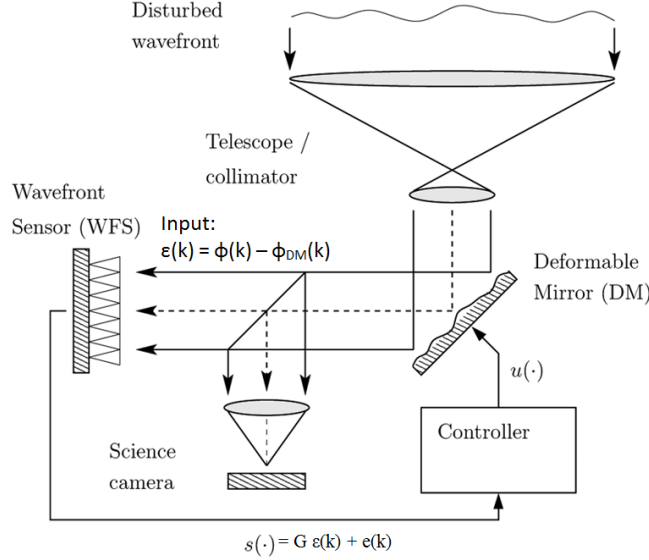 Disturbed
wavefront
Telescope /
collimator
Wavefront
Sensor (WFS)
Input:
ε(k) = ϕ(k) – ϕDM(k)
Deformable
Mirror (DM)
u(·)
Controller
Science
camera
s(·) = G ε(k) + e(k)